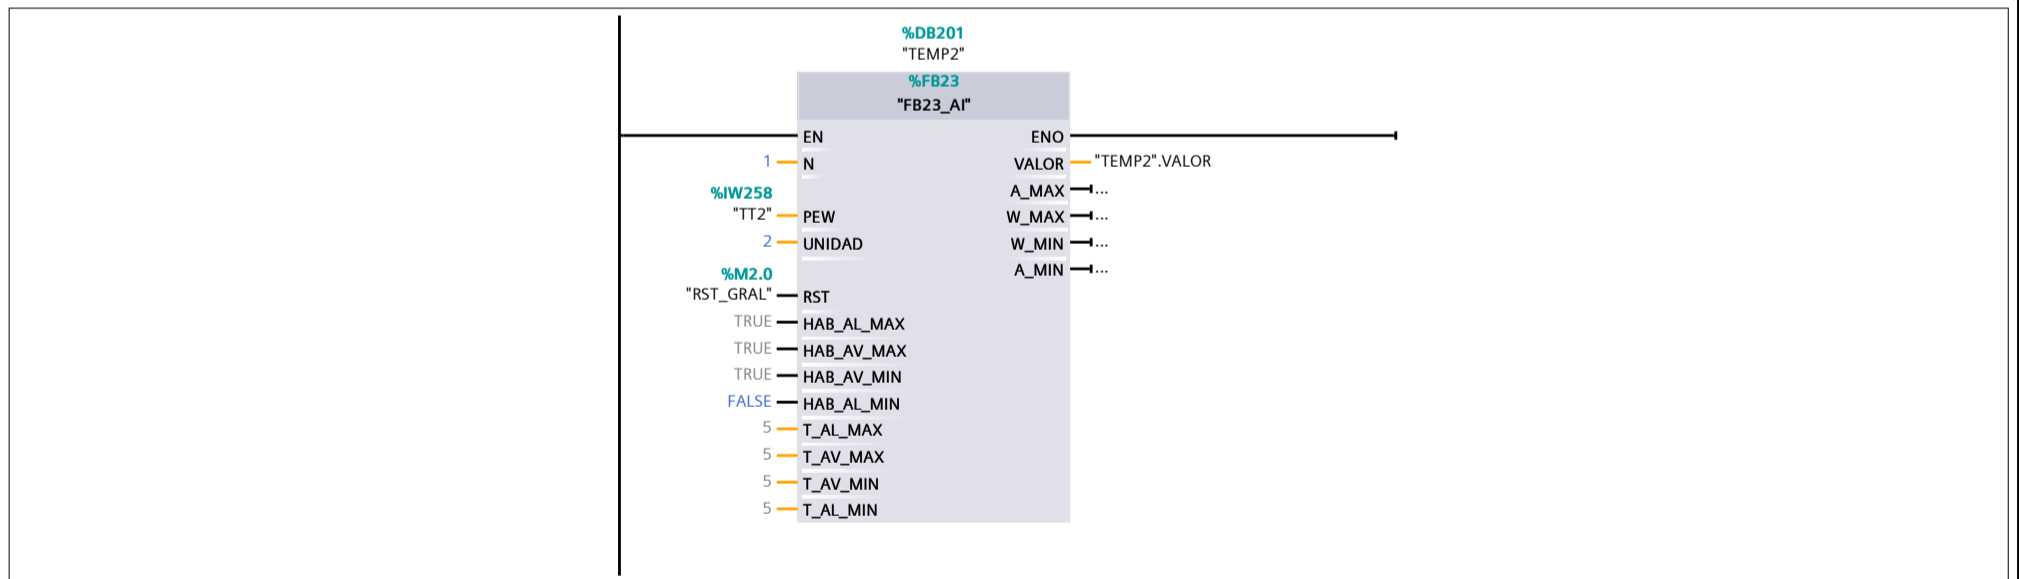 %DB201
"TEMP2"
%FB23
"FB23_AI"
EN ENO
1 N VALOR "TEMP2".VALOR
A_MAX ...
%IW258
"TT2" PEW W_MAX ...
2 UNIDAD W_MIN ...
A_MIN ...
%M2.0
"RST_GRAL" RST
TRUE HAB_AL_MAX
TRUE HAB_AV_MAX
TRUE HAB_AV_MIN
FALSE HAB_AL_MIN
5 T_AL_MAX
5 T_AV_MAX
5 T_AV_MIN
5 T_AL_MIN